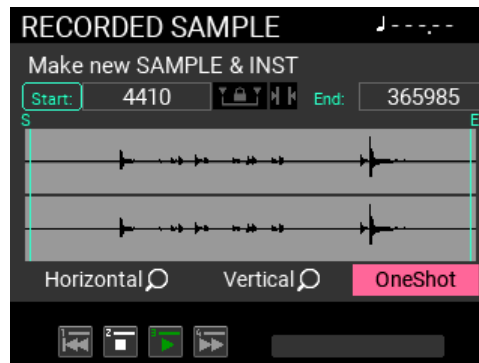 RECORDED SAMPLE ♩---.--
Make new SAMPLE & INST
Start: 4410 End: 365985
S E
Horizontal Vertical OneShot
1 2 3 4